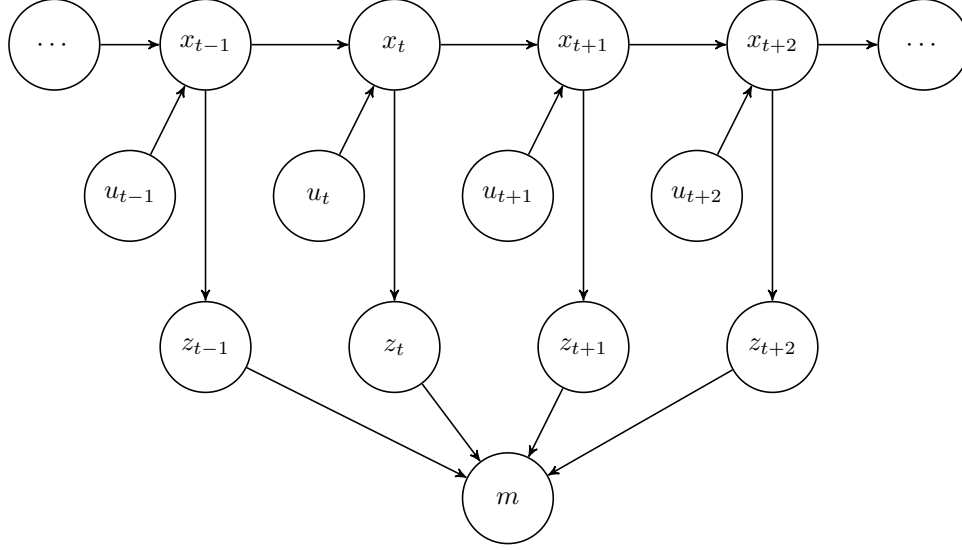 ⋯ x_{t−1} x_t x_{t+1} x_{t+2} ⋯
u_{t−1} u_t u_{t+1} u_{t+2}
z_{t−1} z_t z_{t+1} z_{t+2}
m